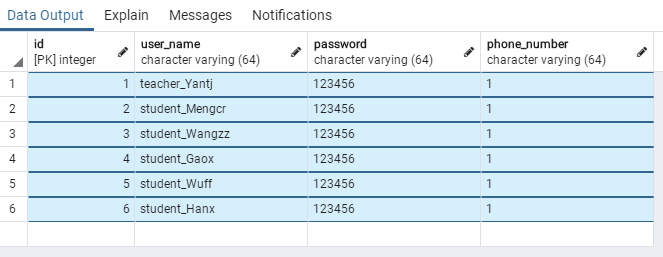 Data Output Explain Messages Notifications
id user_name password phone_number
[PK] integer character varying (64) character varying (64) character varying (64)
1 1 teacher_Yantj 123456 1
2 2 student_Mengcr 123456 1
3 3 student_Wangzz 123456 1
4 4 student_Gaox 123456 1
5 5 student_Wuff 123456 1
6 6 student_Hanx 123456 1